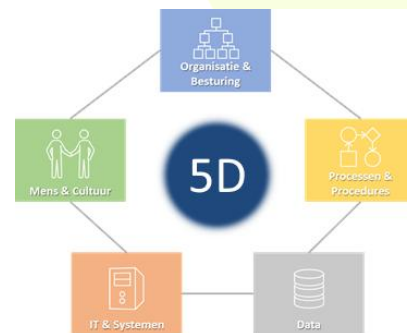 Organisatie &
Besturing
Mens & Cultuur
5D
Processen &
Procedures
IT & Systemen
Data